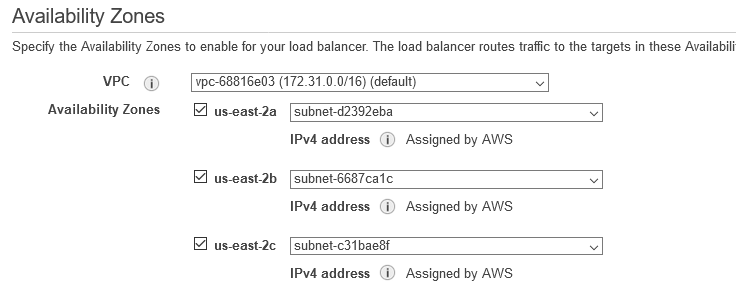 Availability Zones
Specify the Availability Zones to enable for your load balancer. The load balancer routes traffic to the targets in these Availabili
VPC i vpc-68816e03 (172.31.0.0/16) (default)
Availability Zones us-east-2a subnet-d2392eba
IPv4 address i Assigned by AWS
us-east-2b subnet-6687ca1c
IPv4 address i Assigned by AWS
us-east-2c subnet-c31bae8f
IPv4 address i Assigned by AWS